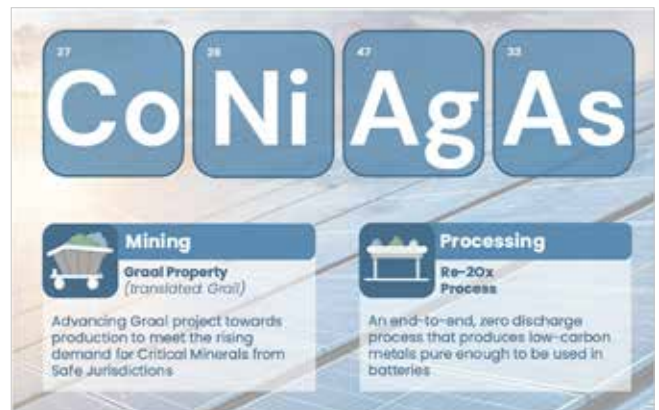 27 28 47 33
Co Ni Ag As
Mining
Graal Property
(translated: Grail)
Advancing Graal project towards
production to meet the rising
demand for Critical Minerals from
Safe Jurisdictions
Processing
Re-2Ox
Process
An end-to-end, zero discharge
process that produces low-carbon
metals pure enough to be used in
batteries